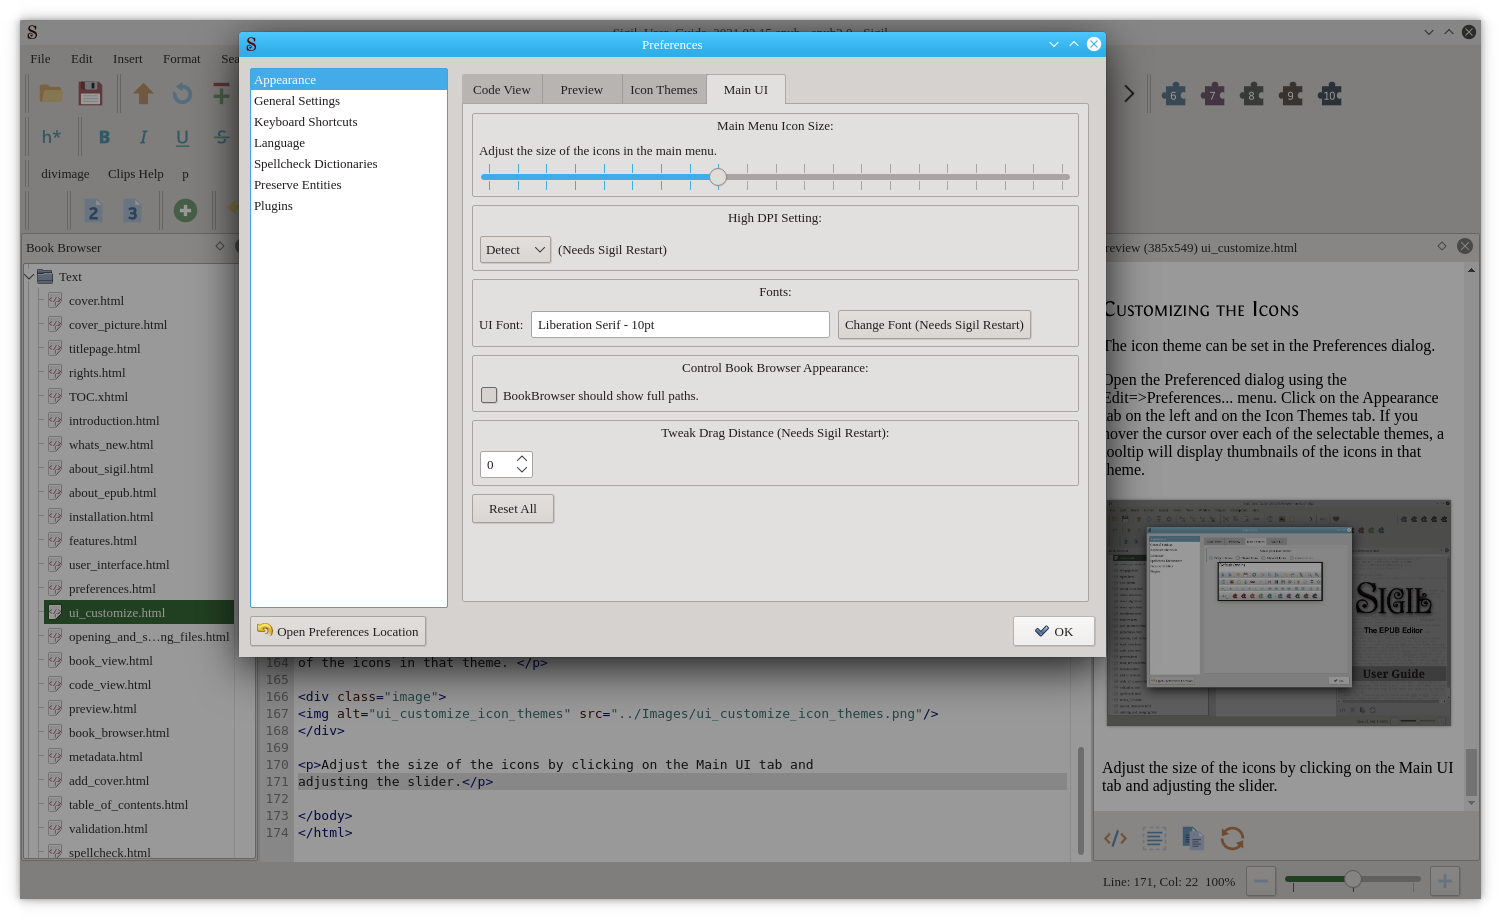 Preferences
File Edit Insert Format Sea
Appearance
General Settings
Keyboard Shortcuts
Language
Spellcheck Dictionaries
Preserve Entities
Plugins
Code View Preview Icon Themes Main UI
Main Menu Icon Size:
Adjust the size of the icons in the main menu.
High DPI Setting:
Detect (Needs Sigil Restart)
Fonts:
UI Font: Liberation Serif - 10pt Change Font (Needs Sigil Restart)
Control Book Browser Appearance:
BookBrowser should show full paths.
Tweak Drag Distance (Needs Sigil Restart):
0
Reset All
Open Preferences Location OK
6 7 8 9 10
h* B I U S
divimage Clips Help p
2 3
Book Browser
Text
cover.html
cover_picture.html
titlepage.html
rights.html
TOC.xhtml
introduction.html
whats_new.html
about_sigil.html
about_epub.html
installation.html
features.html
user_interface.html
preferences.html
ui_customize.html
opening_and_s…ng_files.html
book_view.html
code_view.html
preview.html
book_browser.html
metadata.html
add_cover.html
table_of_contents.html
validation.html
spellcheck.html
164 of the icons in that theme. </p>
165
166 <div class="image">
167 <img alt="ui_customize_icon_themes" src="../Images/ui_customize_icon_themes.png"/>
168 </div>
169
170 <p>Adjust the size of the icons by clicking on the Main UI tab and
171 adjusting the slider.</p>
172
173 </body>
174 </html>
review (385x549) ui_customize.html
Customizing the Icons
The icon theme can be set in the Preferences dialog.
Open the Preferenced dialog using the
Edit=>Preferences... menu. Click on the Appearance
tab on the left and on the Icon Themes tab. If you
hover the cursor over each of the selectable themes, a
tooltip will display thumbnails of the icons in that
theme.
SIGIL
The EPUB Editor
User Guide
Adjust the size of the icons by clicking on the Main UI
tab and adjusting the slider.
Line: 171, Col: 22 100%